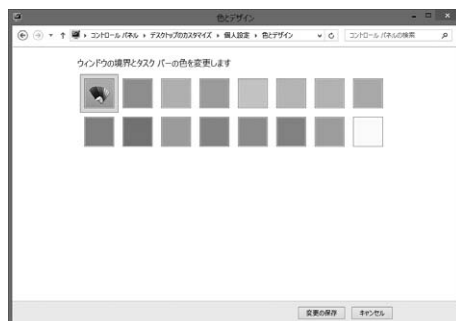 色とデザイン
コントロール パネル ▸ デスクトップのカスタマイズ ▸ 個人設定 ▸ 色とデザイン
コントロール パネルの検索
ウィンドウの境界とタスク バーの色を変更します
変更の保存
キャンセル